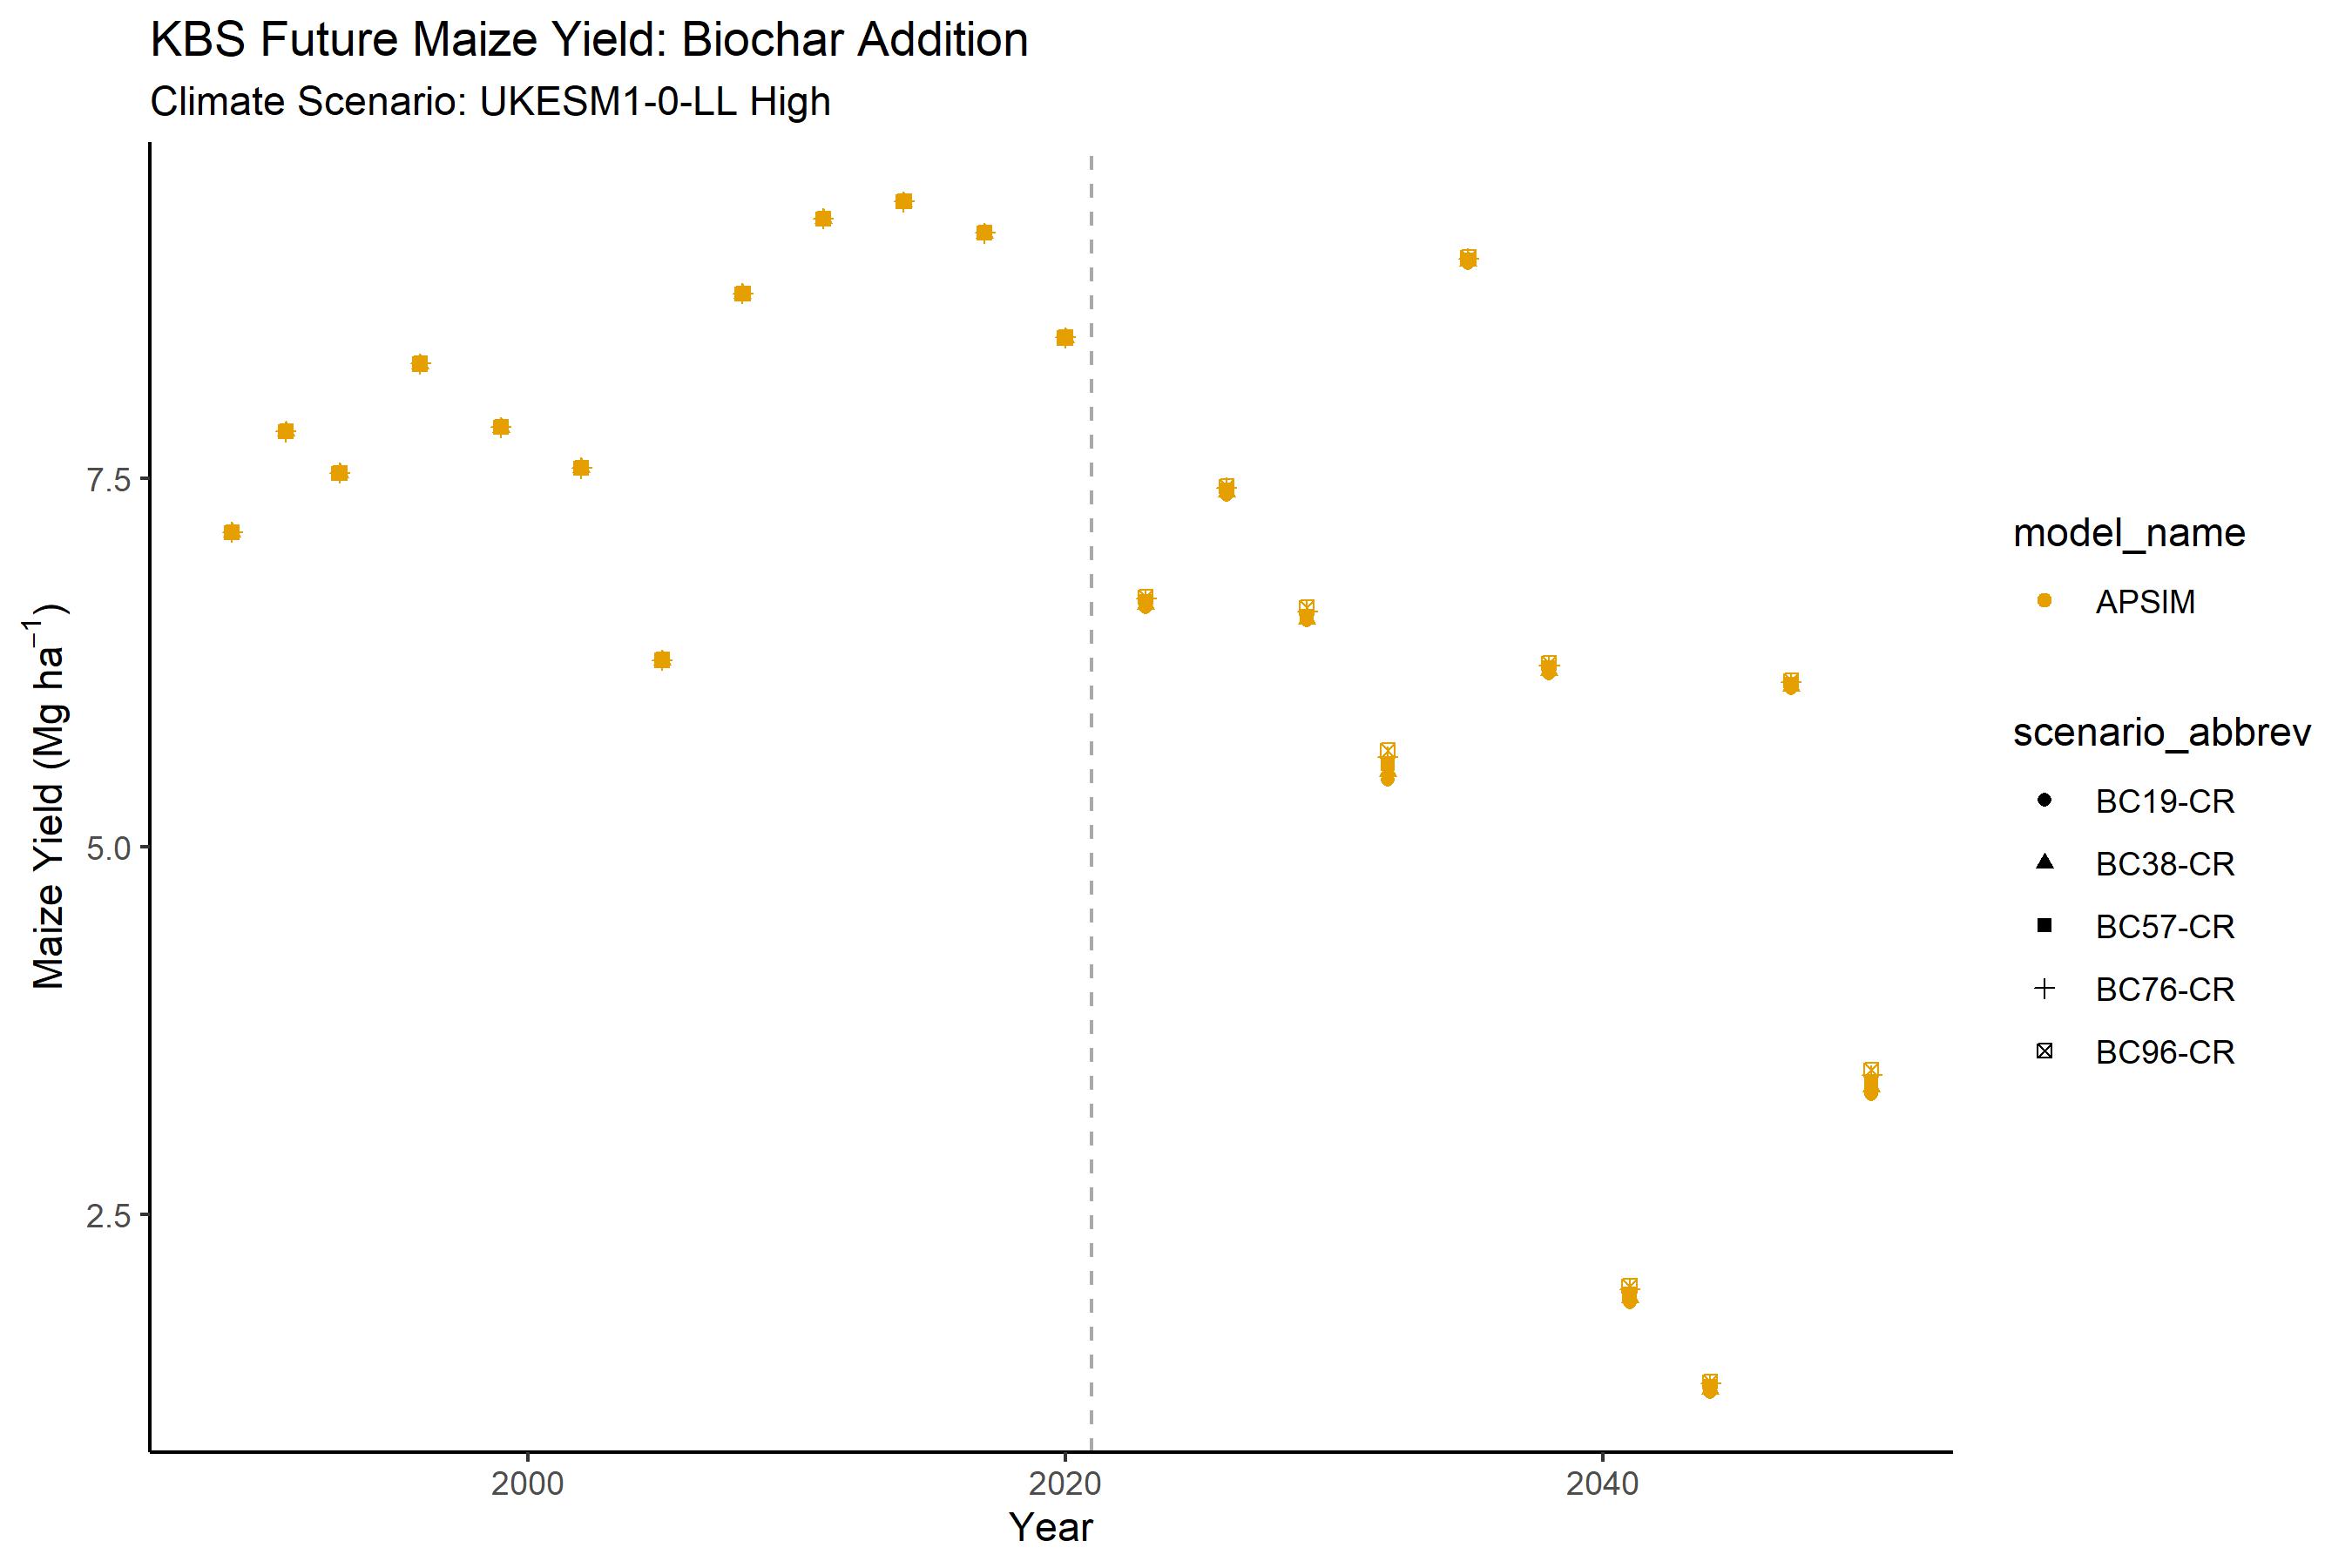 KBS Future Maize Yield: Biochar Addition
Climate Scenario: UKESM1-0-LL High
Maize Yield (Mg ha⁻¹)
7.5
5.0
2.5
2000
2020
2040
Year
model_name
APSIM
scenario_abbrev
BC19-CR
BC38-CR
BC57-CR
BC76-CR
BC96-CR